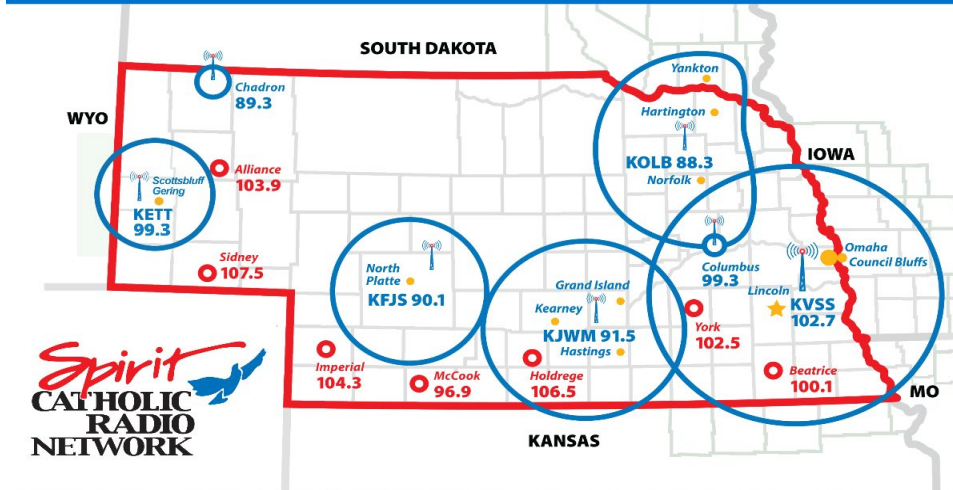 SOUTH DAKOTA
WYO
Chadron
89.3
Yankton
Hartington
KOLB 88.3
Norfolk
IOWA
Alliance
103.9
Scottsbluff
Gering
KETT
99.3
Sidney
107.5
North
Platte
KFJS 90.1
Grand Island
Kearney
KJWM 91.5
Hastings
Columbus
99.3
Omaha
Council Bluffs
Lincoln
KVSS
102.7
York
102.5
Imperial
104.3
McCook
96.9
Holdrege
106.5
Beatrice
100.1
MO
KANSAS
Spirit
CATHOLIC
RADIO
NETWORK